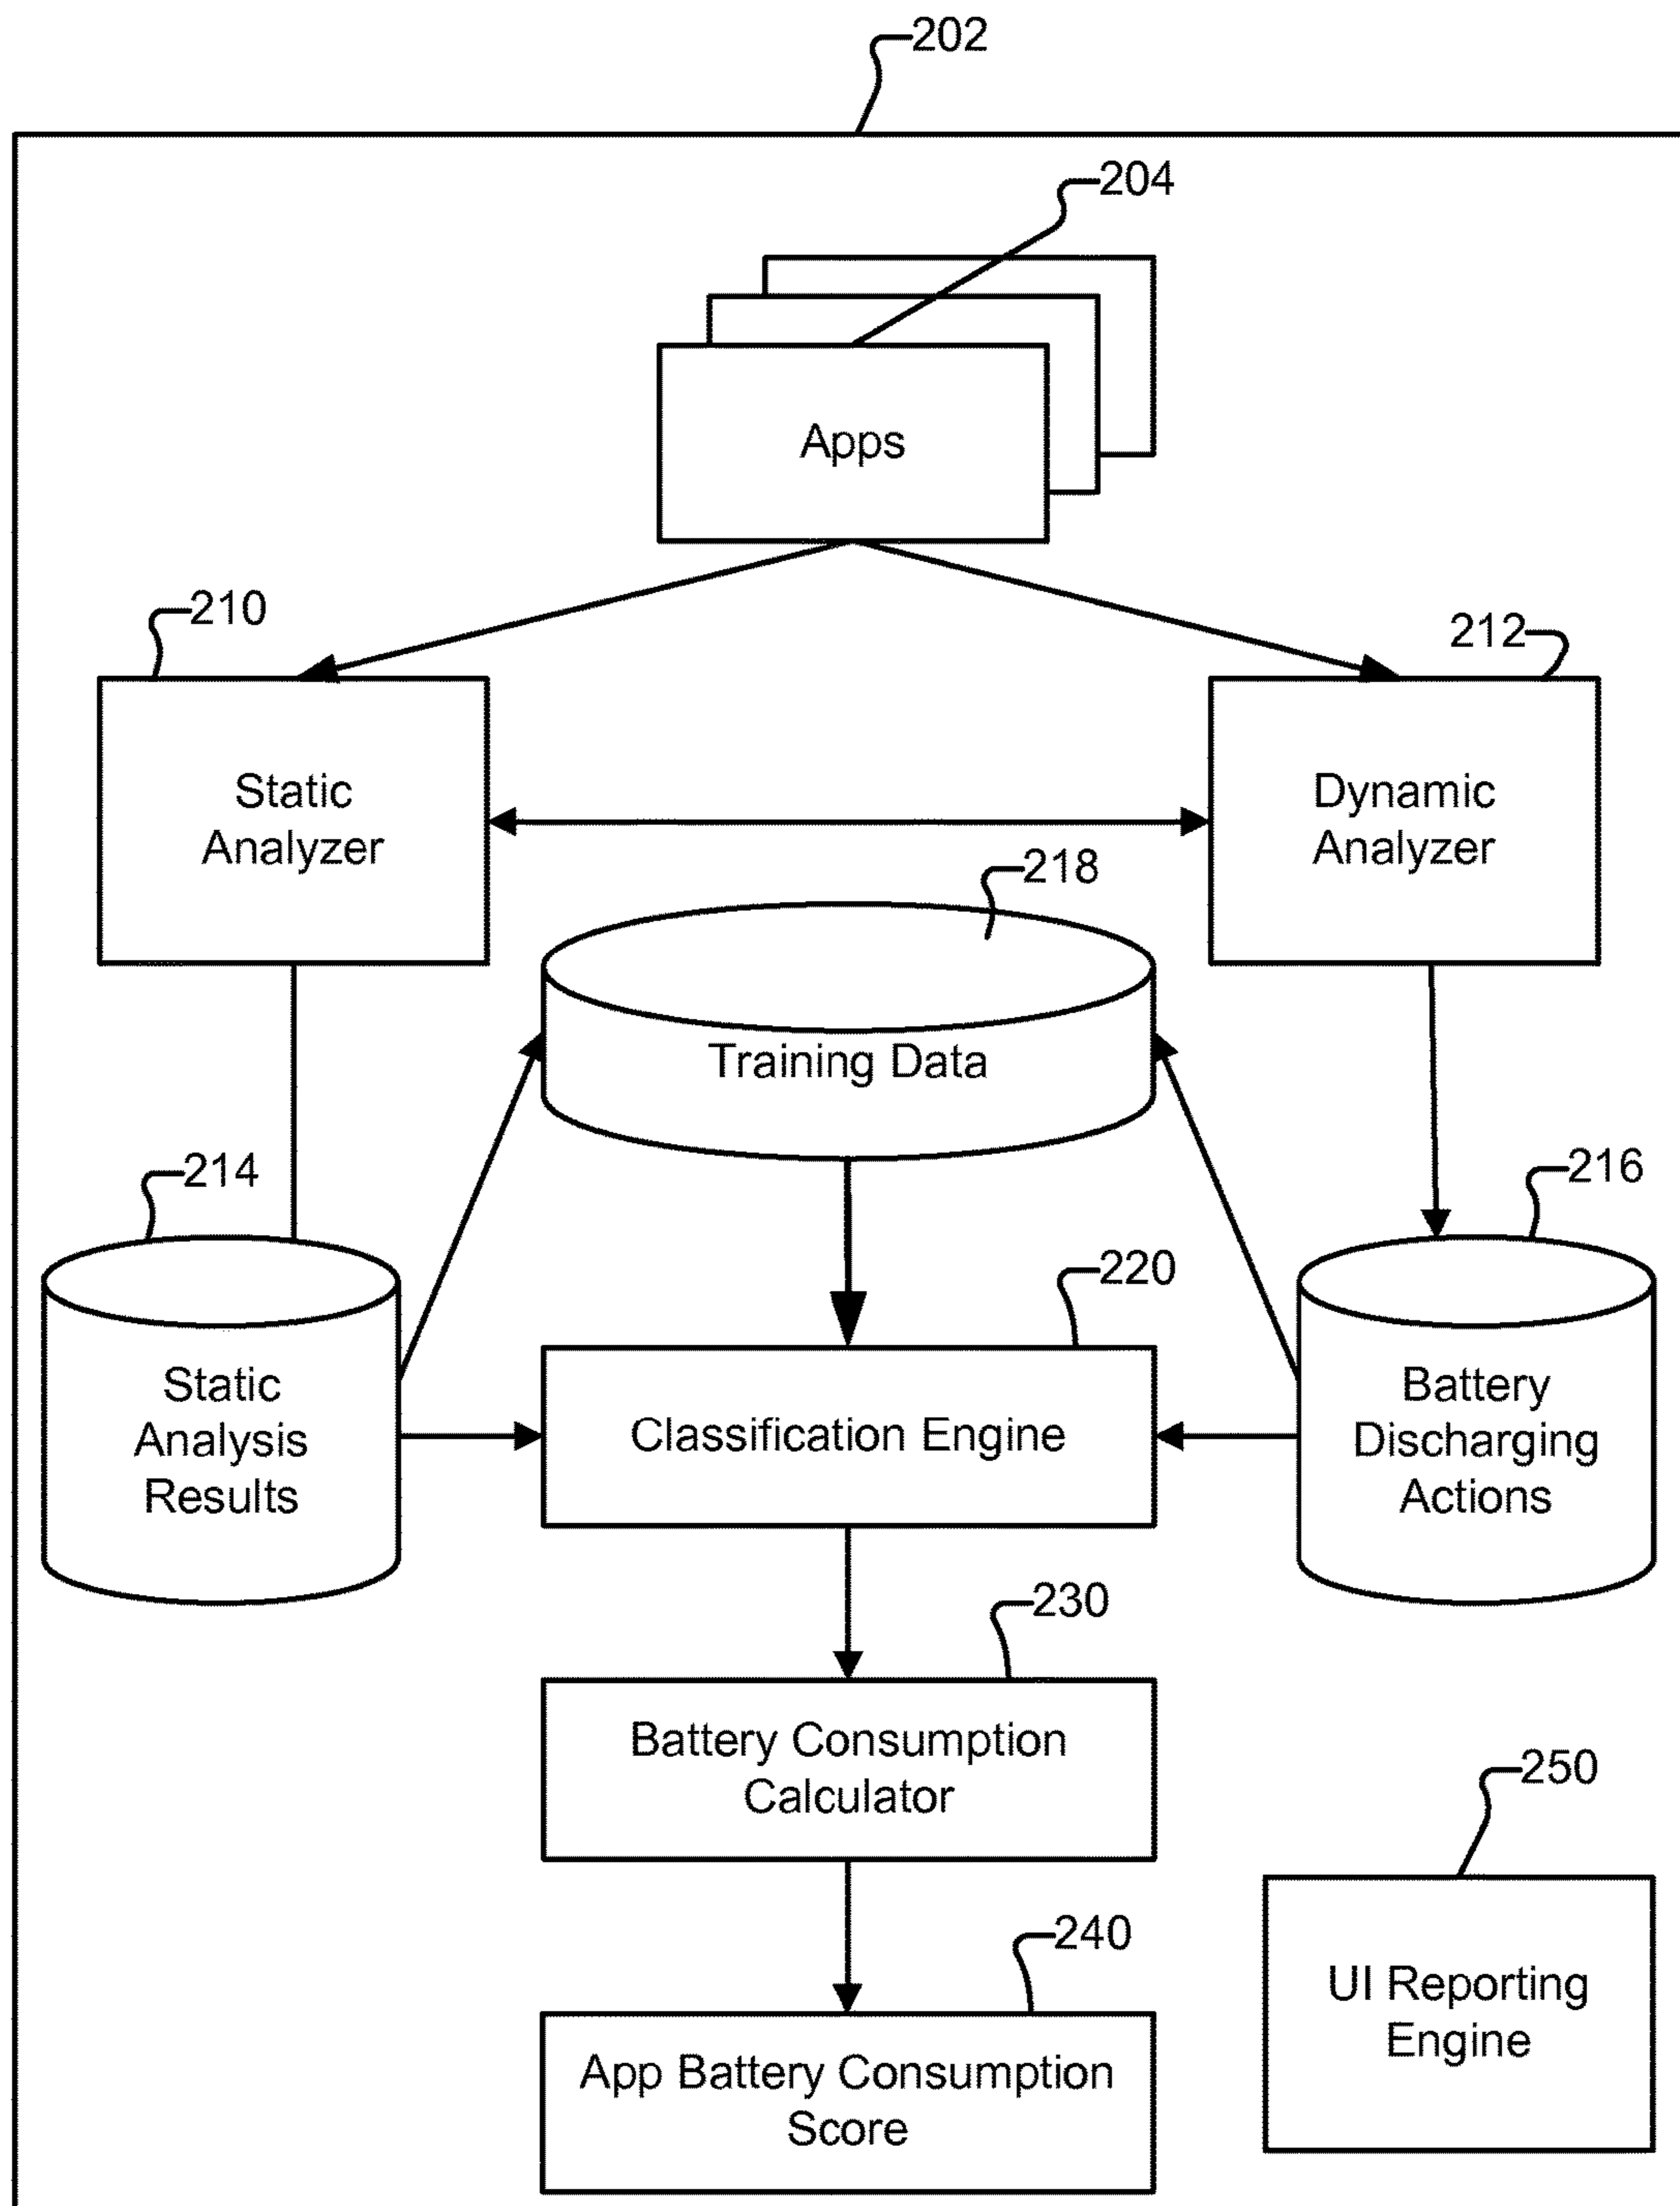 202
204
Apps
210
212
Static
Analyzer
Dynamic
Analyzer
218
Training Data
214
216
220
Static
Analysis
Results
Classification Engine
Battery
Discharging
Actions
230
Battery Consumption
Calculator
250
240
UI Reporting
Engine
App Battery Consumption
Score